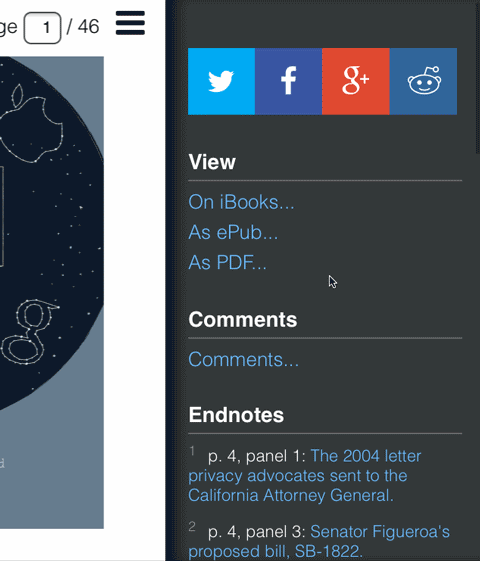 ge 1 / 46
View
On iBooks...
As ePub...
As PDF...
Comments
Comments...
Endnotes
1 p. 4, panel 1: The 2004 letter
privacy advocates sent to the
California Attorney General.
2 p. 4, panel 3: Senator Figueroa's
proposed bill, SB-1822.
g+
g
d